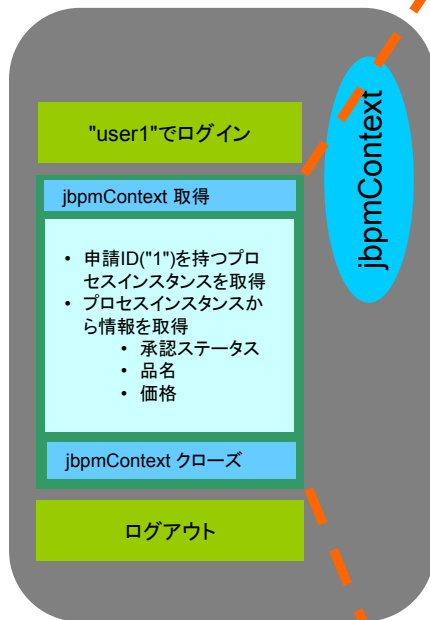 "user1"でログイン
jbpmContext
jbpmContext 取得
• 申請ID("1")を持つプロ
セスインスタンスを取得
• プロセスインスタンスか
ら情報を取得
• 承認ステータス
• 品名
• 価格
jbpmContext クローズ
ログアウト